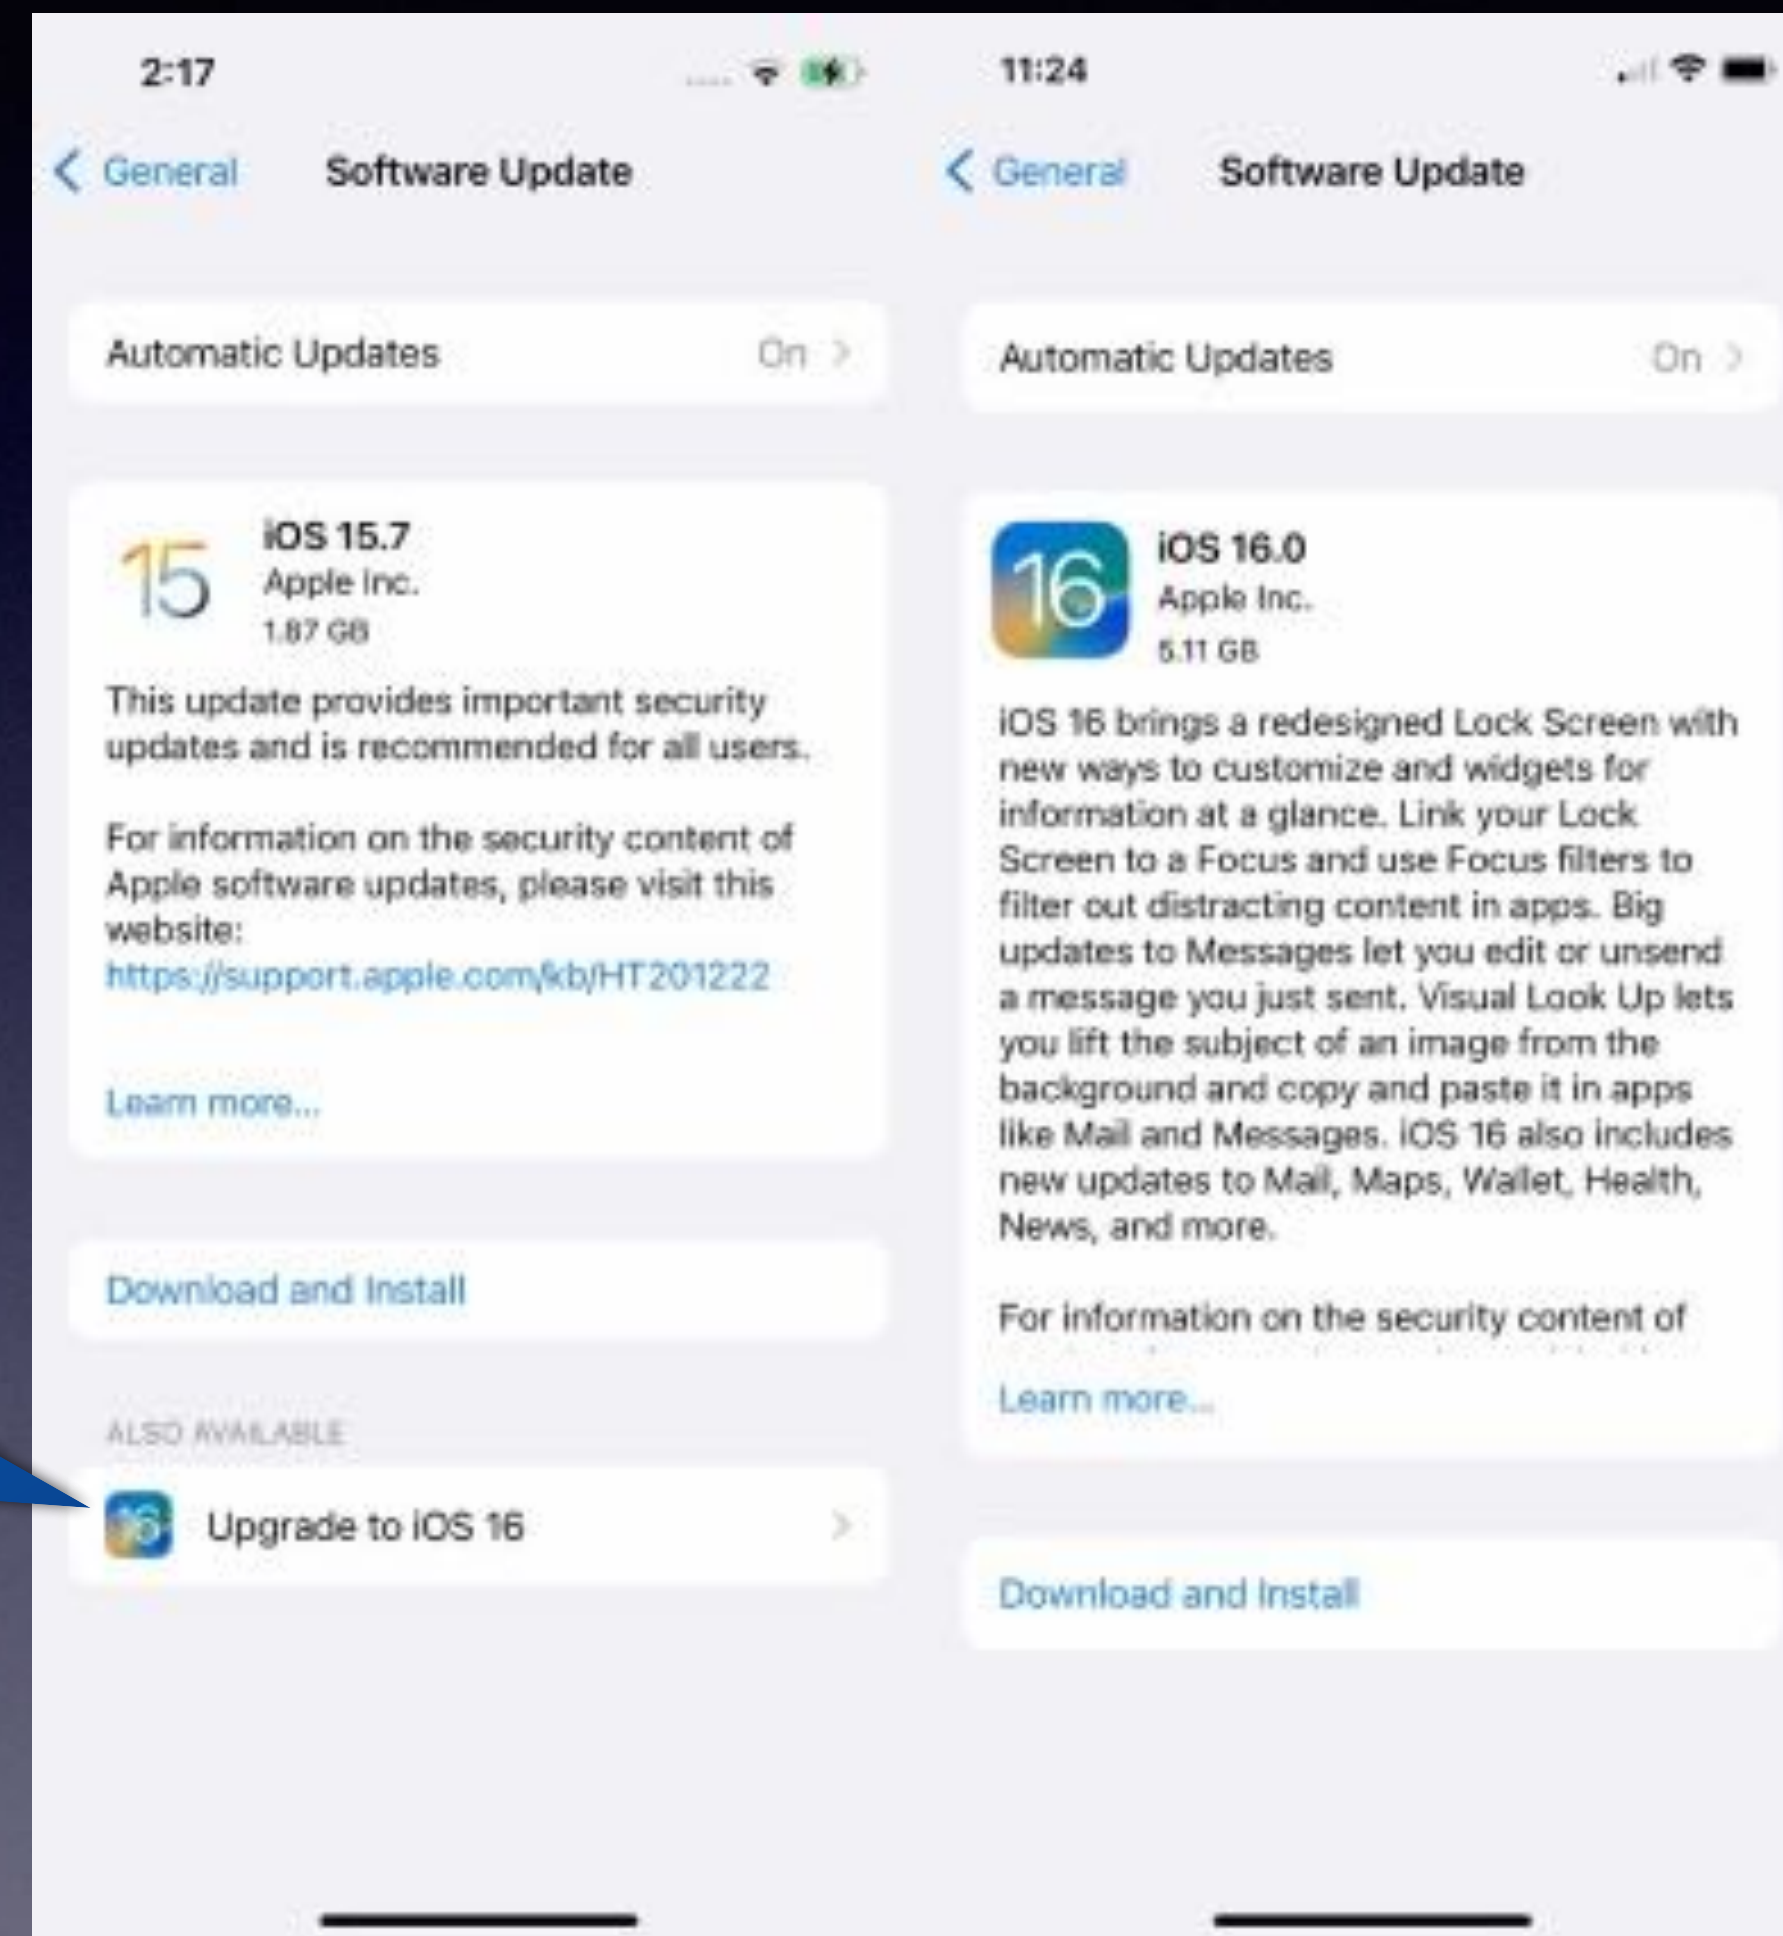 2:17
General
Software Update
Automatic Updates
On
15
iOS 15.7
Apple Inc.
1.87 GB
This update provides important security
updates and is recommended for all users.
For information on the security content of
Apple software updates, please visit this
website:
https://support.apple.com/kb/HT201222
Learn more...
Download and Install
ALSO AVAILABLE
16
Upgrade to iOS 16
11:24
General
Software Update
Automatic Updates
On
16
iOS 16.0
Apple Inc.
5.11 GB
iOS 16 brings a redesigned Lock Screen with
new ways to customize and widgets for
information at a glance. Link your Lock
Screen to a Focus and use Focus filters to
filter out distracting content in apps. Big
updates to Messages let you edit or unsend
a message you just sent. Visual Look Up lets
you lift the subject of an image from the
background and copy and paste it in apps
like Mail and Messages. iOS 16 also includes
new updates to Mail, Maps, Wallet, Health,
News, and more.
For information on the security content of
Learn more...
Download and Install